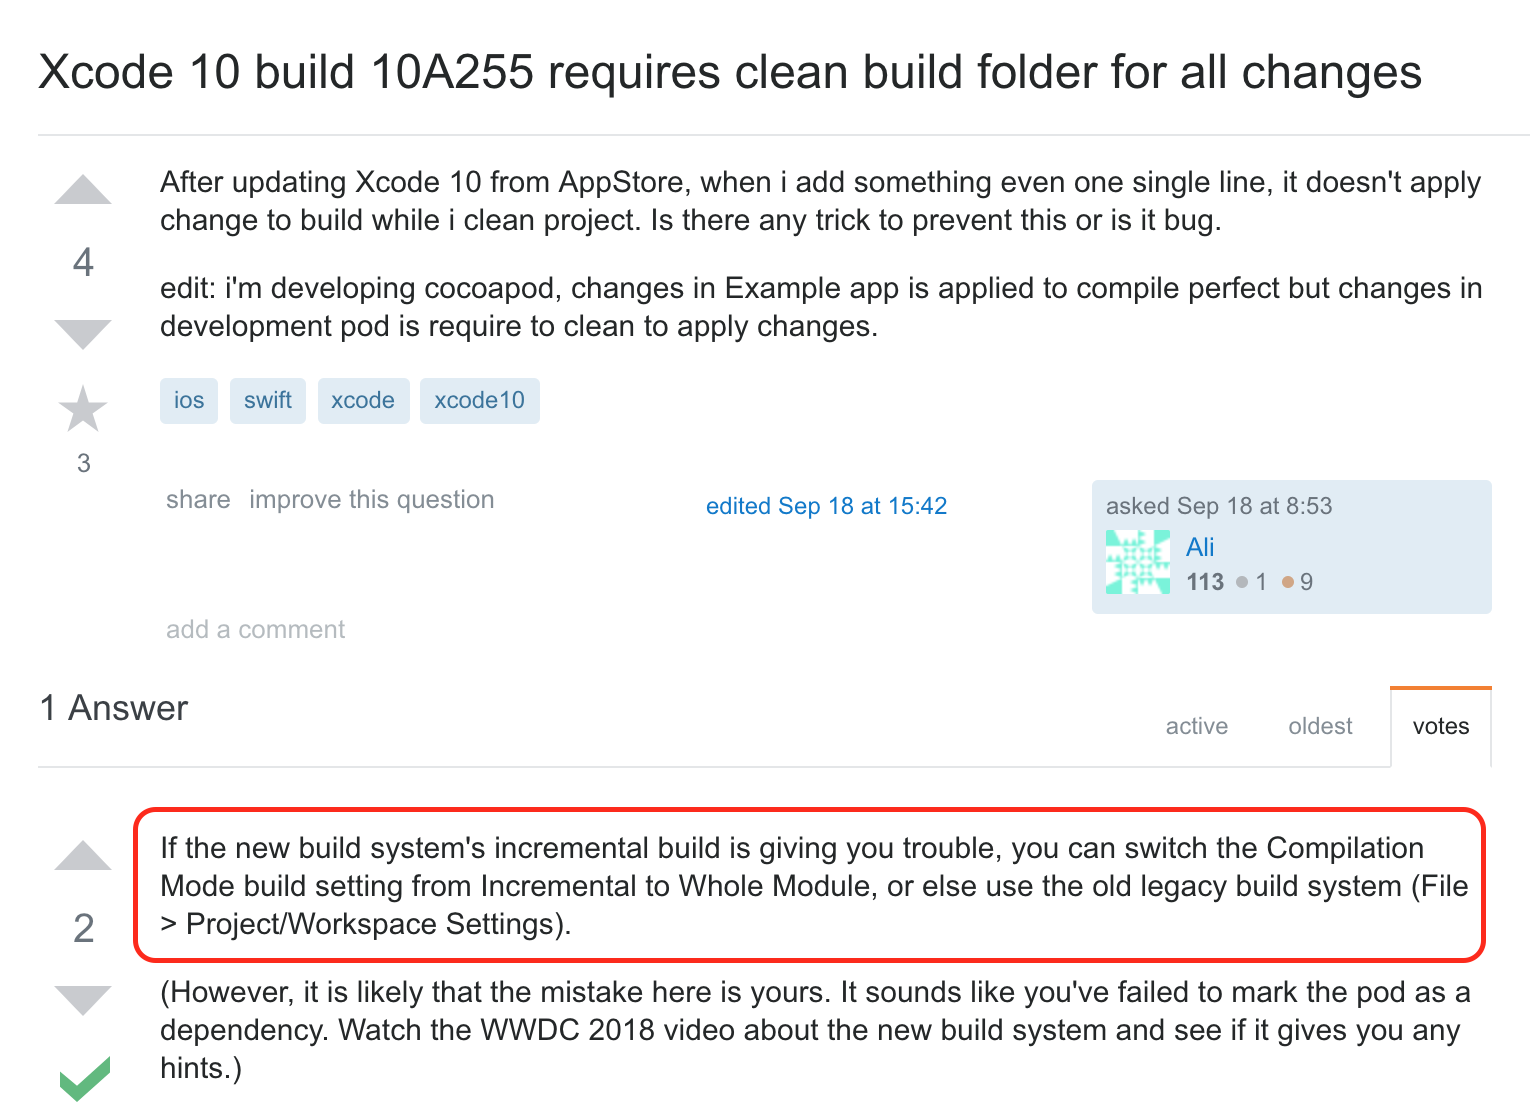 Xcode 10 build 10A255 requires clean build folder for all changes
After updating Xcode 10 from AppStore, when i add something even one single line, it doesn't apply
change to build while i clean project. Is there any trick to prevent this or is it bug.
4
edit: i'm developing cocoapod, changes in Example app is applied to compile perfect but changes in
development pod is require to clean to apply changes.
ios swift xcode xcode10
3
share improve this question
edited Sep 18 at 15:42
asked Sep 18 at 8:53
Ali
113 1 9
add a comment
1 Answer
active oldest votes
If the new build system's incremental build is giving you trouble, you can switch the Compilation
Mode build setting from Incremental to Whole Module, or else use the old legacy build system (File
> Project/Workspace Settings).
2
(However, it is likely that the mistake here is yours. It sounds like you've failed to mark the pod as a
dependency. Watch the WWDC 2018 video about the new build system and see if it gives you any
hints.)